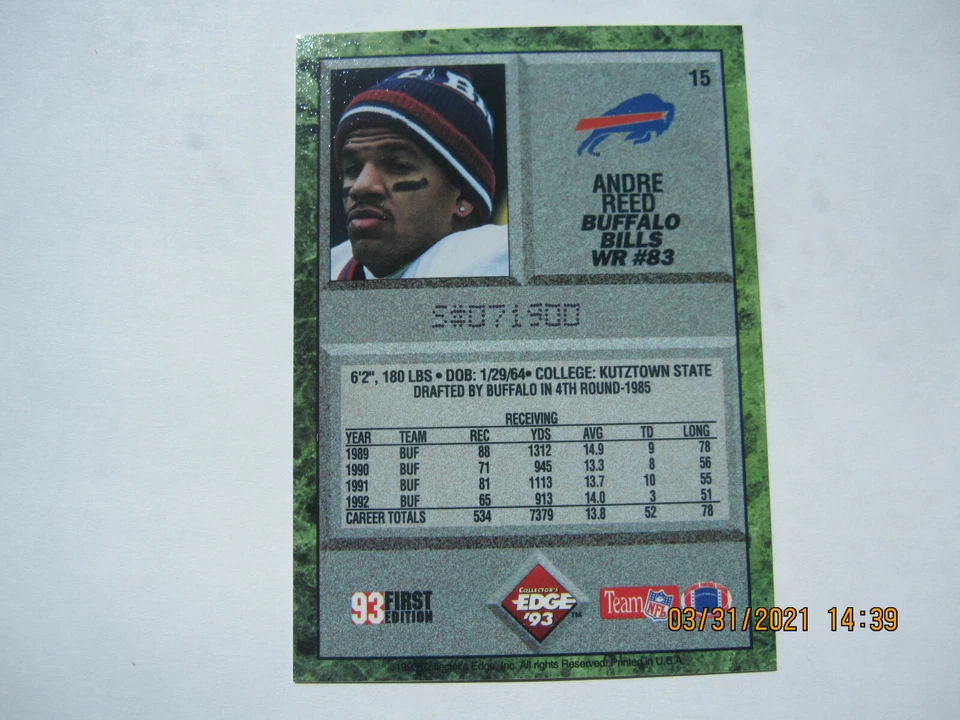 15
ANDRE
REED
BUFFALO
BILLS
WR #83
S#071900
6'2", 180 LBS • DOB: 1/29/64• COLLEGE: KUTZTOWN STATE
DRAFTED BY BUFFALO IN 4TH ROUND-1985
RECEIVING
YEAR TEAM REC YDS AVG TD LONG
1989 BUF 88 1312 14.9 9 78
1990 BUF 71 945 13.3 8 56
1991 BUF 81 1113 13.7 10 55
1992 BUF 65 913 14.0 3 51
CAREER TOTALS 534 7379 13.8 52 78
93 FIRST
EDITION
COLLECTOR'S
EDGE
'93 TM
Team NFL
03/31/2021 14:39
Edge, Inc. All rights Reserved. Printed in U.S.A.